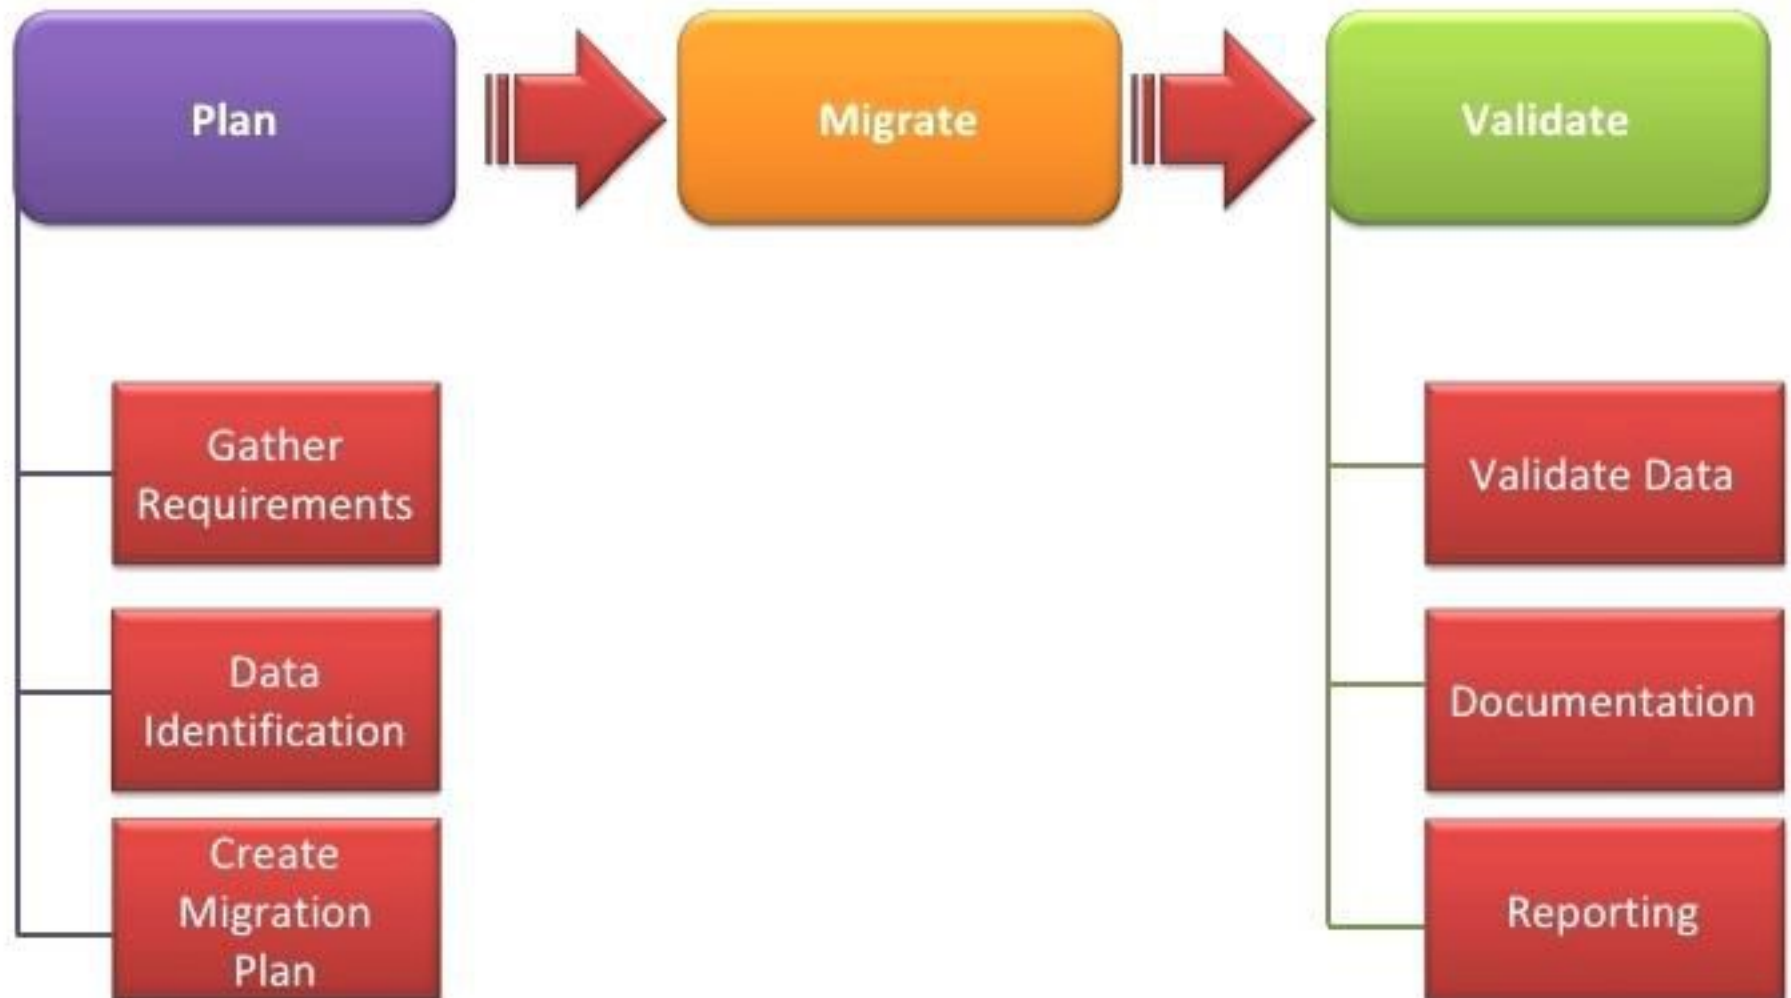 Plan
Migrate
Validate
Gather
Requirements
Data
Identification
Create
Migration
Plan
Validate Data
Documentation
Reporting